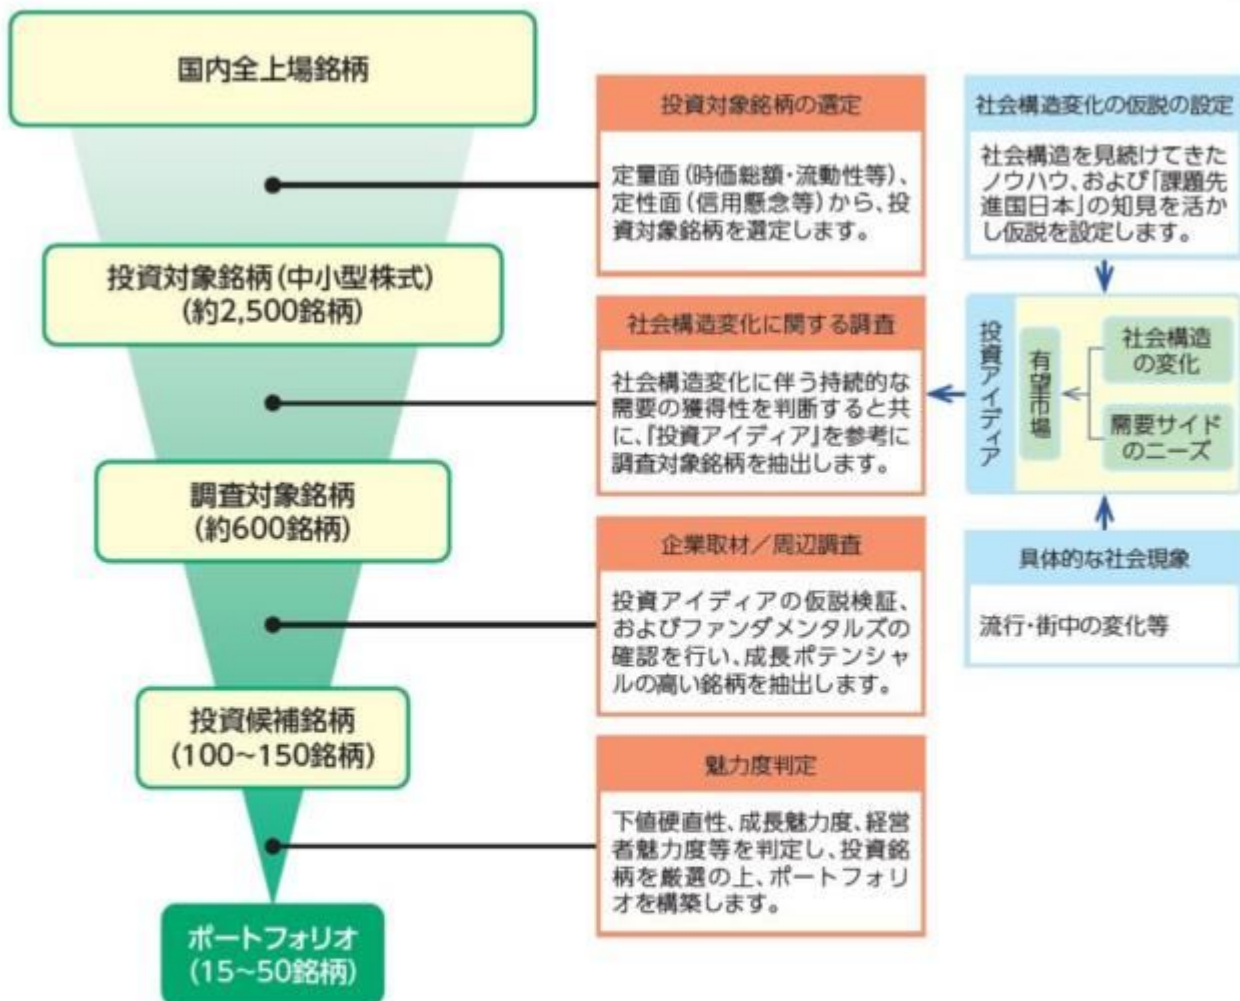 国内全上場銘柄
投資対象銘柄(中小型株式)
(約2,500銘柄)
調査対象銘柄
(約600銘柄)
投資候補銘柄
(100～150銘柄)
ポートフォリオ
(15～50銘柄)
投資対象銘柄の選定
定量面(時価総額・流動性等)、
定性面(信用懸念等)から、投
資対象銘柄を選定します。
社会構造変化に関する調査
社会構造変化に伴う持続的な
需要の獲得性を判断すると共
に、『投資アイディア』を参考に
調査対象銘柄を抽出します。
企業取材／周辺調査
投資アイディアの仮説検証、
およびファンダメンタルズの
確認を行い、成長ポテンシャ
ルの高い銘柄を抽出します。
魅力度判定
下値硬直性、成長魅力度、経営
者魅力度等を判定し、投資銘
柄を厳選の上、ポートフォリ
オを構築します。
社会構造変化の仮説の設定
社会構造を見続けてきた
ノウハウ、および「課題先
進国日本」の知見を活か
し仮説を設定します。
投資アイディア
有望市場
社会構造
の変化
需要サイド
のニーズ
具体的な社会現象
流行・街中の変化等